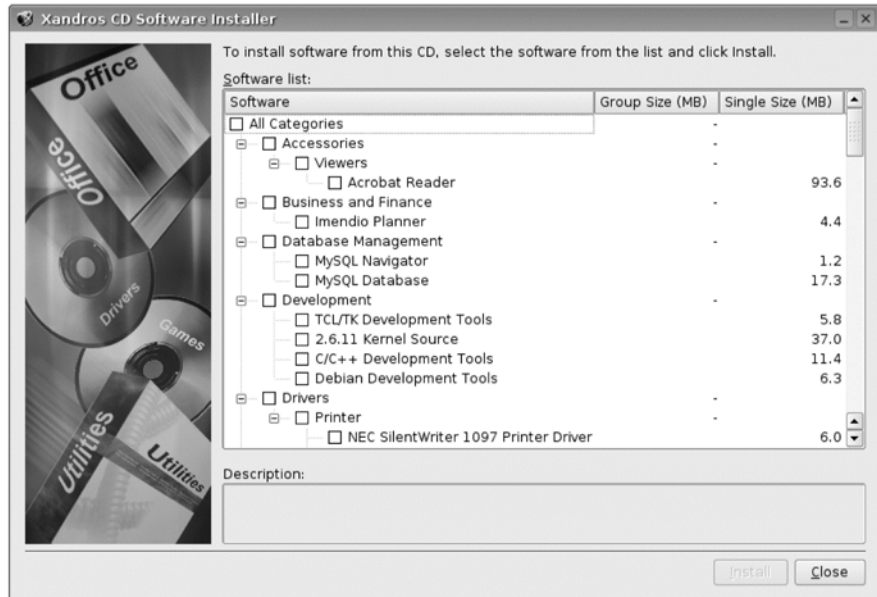 Xandros CD Software Installer
To install software from this CD, select the software from the list and click Install.
Office
Office
Drivers
Games
Utilities
Utilities
Software list:
Software Group Size (MB) Single Size (MB)
All Categories -
Accessories -
Viewers -
Acrobat Reader 93.6
Business and Finance -
Imendio Planner 4.4
Database Management -
MySQL Navigator 1.2
MySQL Database 17.3
Development -
TCL/TK Development Tools 5.8
2.6.11 Kernel Source 37.0
C/C++ Development Tools 11.4
Debian Development Tools 6.3
Drivers -
Printer -
NEC SilentWriter 1097 Printer Driver 6.0
Description:
Install Close